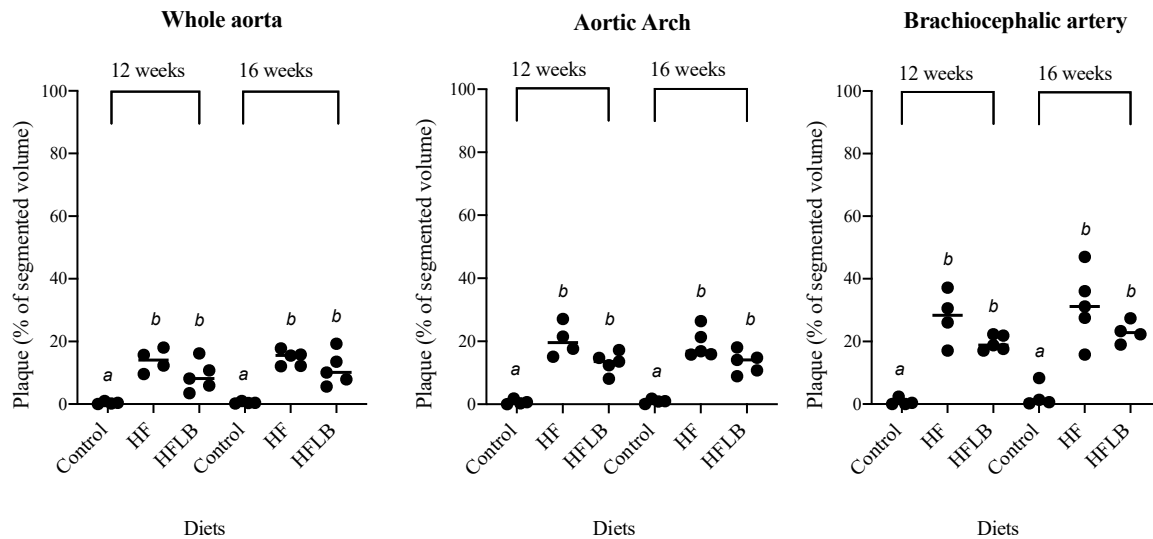 Whole aorta
12 weeks 16 weeks
Plaque (% of segmented volume)
100
80
60
40
20
0
a b b a b b
Control HF HFLB Control HF HFLB
Diets
Aortic Arch
12 weeks 16 weeks
Plaque (% of segmented volume)
100
80
60
40
20
0
a b b a b b
Control HF HFLB Control HF HFLB
Diets
Brachiocephalic artery
12 weeks 16 weeks
Plaque (% of segmented volume)
100
80
60
40
20
0
a b b a b b
Control HF HFLB Control HF HFLB
Diets